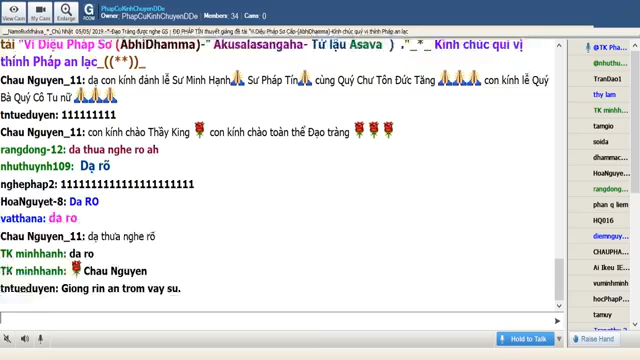 View Cam
My Cam
Enlarge
G
ROOM
PhapCuKinhChuyenDDe
Owner: PhapCuKinhChuyenDDe
Members: 34 Cams: 0
tài "Vi Diệu Pháp Sơ (AbhiDhamma)-" Akusalasangaha- Tứ lậu Asava ) ."_*_ Kính chúc quí vị
thính Pháp an lạc_((**))_
Chau Nguyen_11: dạ con kính đảnh lễ Sư Minh Hạnh Sư Pháp Tín cùng Quý Chư Tôn Đức Tăng con kính lễ Quý
Bà Quý Cô Tu nữ
tntueduyen: 111111111
Chau Nguyen_11: con kính chào Thầy King con kính chào toàn thể Đạo tràng
rangdong-12: da thua nghe ro ah
nhuthuynh109: Dạ rõ
nghephap2: 1111111111111111111111111
HoaNguyet-8: Da RO
vatthana: da ro
Chau Nguyen_11: dạ thưa nghe rõ
TK minhhanh: da ro
TK minhhanh: Chau Nguyen
tntueduyen: Giong rin an trom vay su.
Hold to Talk
@TK Pha
@nhuthu
TranDao1
thy lam
TK minhh
tamgio
soida
dhammac
HoaNguye
rangdong
phan q liem
HQ016
diemnguy
CHAUPHA
Ai Ikeu IE
vuminhminh
hocPhapP
tamuy
Raise Hand